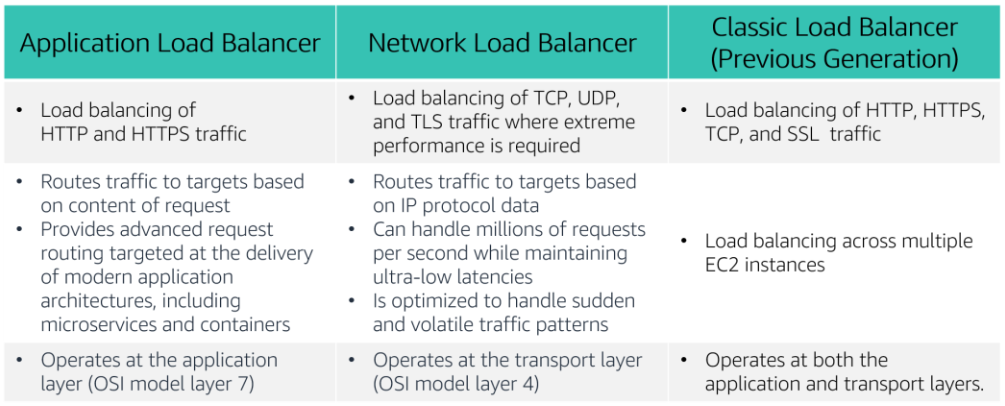 Application Load Balancer
Network Load Balancer
Classic Load Balancer
(Previous Generation)
• Load balancing of
HTTP and HTTPS traffic
• Load balancing of TCP, UDP,
and TLS traffic where extreme
performance is required
• Load balancing of HTTP, HTTPS,
TCP, and SSL  traffic
• Routes traffic to targets based
on content of request
• Provides advanced request
routing targeted at the delivery
of modern application
architectures, including
microservices and containers
• Routes traffic to targets based
on IP protocol data
• Can handle millions of requests
per second while maintaining
ultra-low latencies
• Is optimized to handle sudden
and volatile traffic patterns
• Load balancing across multiple
EC2 instances
• Operates at the application
layer (OSI model layer 7)
• Operates at the transport layer
(OSI model layer 4)
• Operates at both the
application and transport layers.